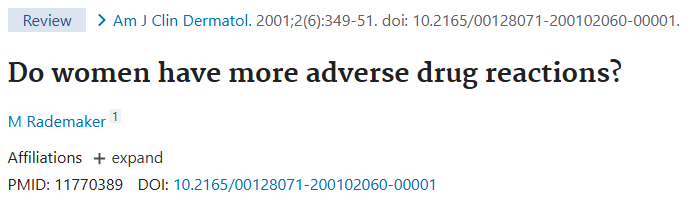 Review > Am J Clin Dermatol. 2001;2(6):349-51. doi: 10.2165/00128071-200102060-00001.
Do women have more adverse drug reactions?
M Rademaker 1
Affiliations + expand
PMID: 11770389 DOI: 10.2165/00128071-200102060-00001